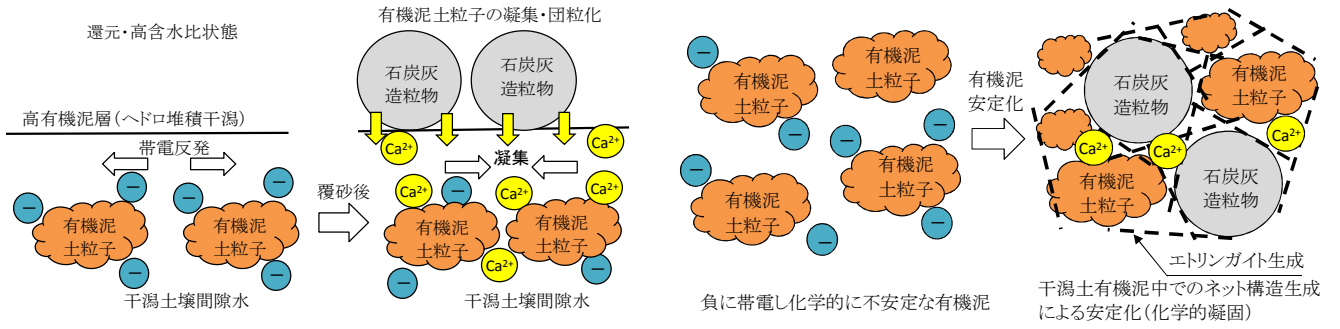 還元・高含水比状態
高有機泥層(ヘドロ堆積干潟)
帯電反発
−
−
−
−
−
−
有機泥
土粒子
有機泥
土粒子
干潟土壌間隙水
覆砂後
有機泥土粒子の凝集・団粒化
石炭灰
造粒物
石炭灰
造粒物
Ca²⁺
Ca²⁺
凝集
Ca²⁺
−
Ca²⁺
Ca²⁺
有機泥
土粒子
有機泥
土粒子
Ca²⁺
−
−
干潟土壌間隙水
−
有機泥
土粒子
−
有機泥
土粒子
−
−
有機泥
土粒子
−
−
有機泥
土粒子
−
負に帯電し化学的に不安定な有機泥
有機泥
安定化
石炭灰
造粒物
有機泥
土粒子
Ca²⁺
Ca²⁺
Ca²⁺
有機泥
土粒子
石炭灰
造粒物
エトリンガイト生成
干潟土有機泥中でのネット構造生成
による安定化(化学的凝固)